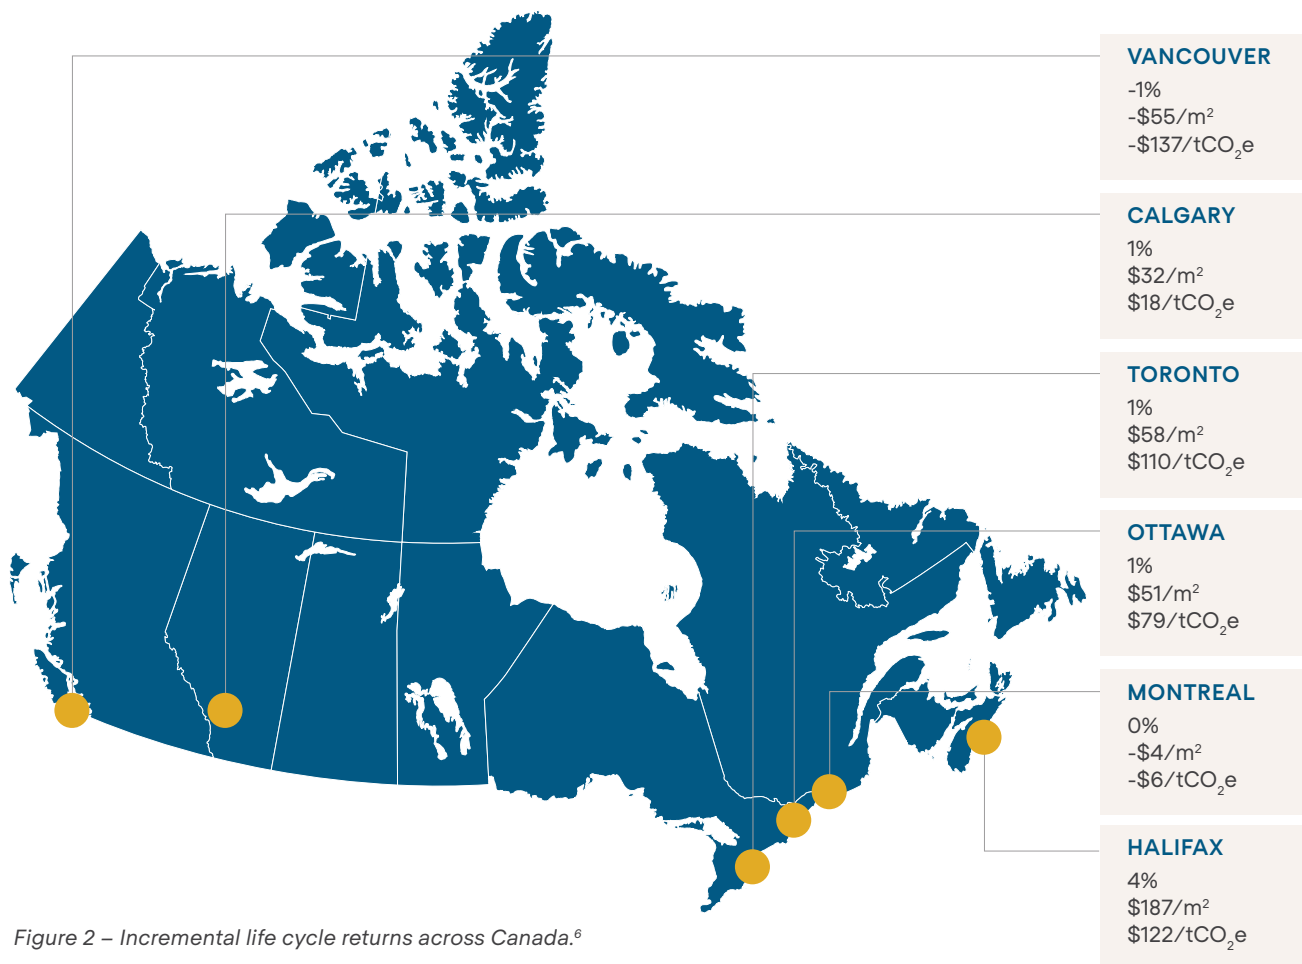 VANCOUVER
-1%
-$55/m²
-$137/tCO₂e
CALGARY
1%
$32/m²
$18/tCO₂e
TORONTO
1%
$58/m²
$110/tCO₂e
OTTAWA
1%
$51/m²
$79/tCO₂e
MONTREAL
0%
-$4/m²
-$6/tCO₂e
HALIFAX
4%
$187/m²
$122/tCO₂e
Figure 2 – Incremental life cycle returns across Canada.⁶